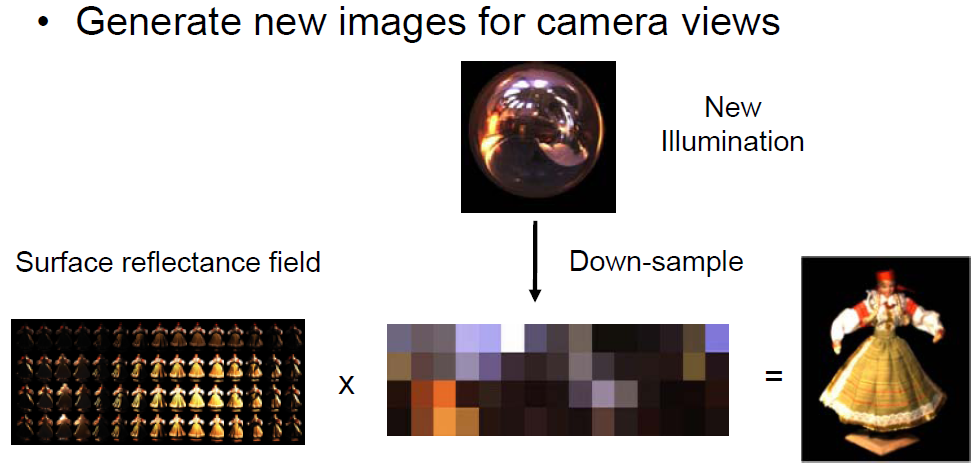 • Generate new images for camera views
New
Illumination
Down-sample
Surface reflectance field
x
=